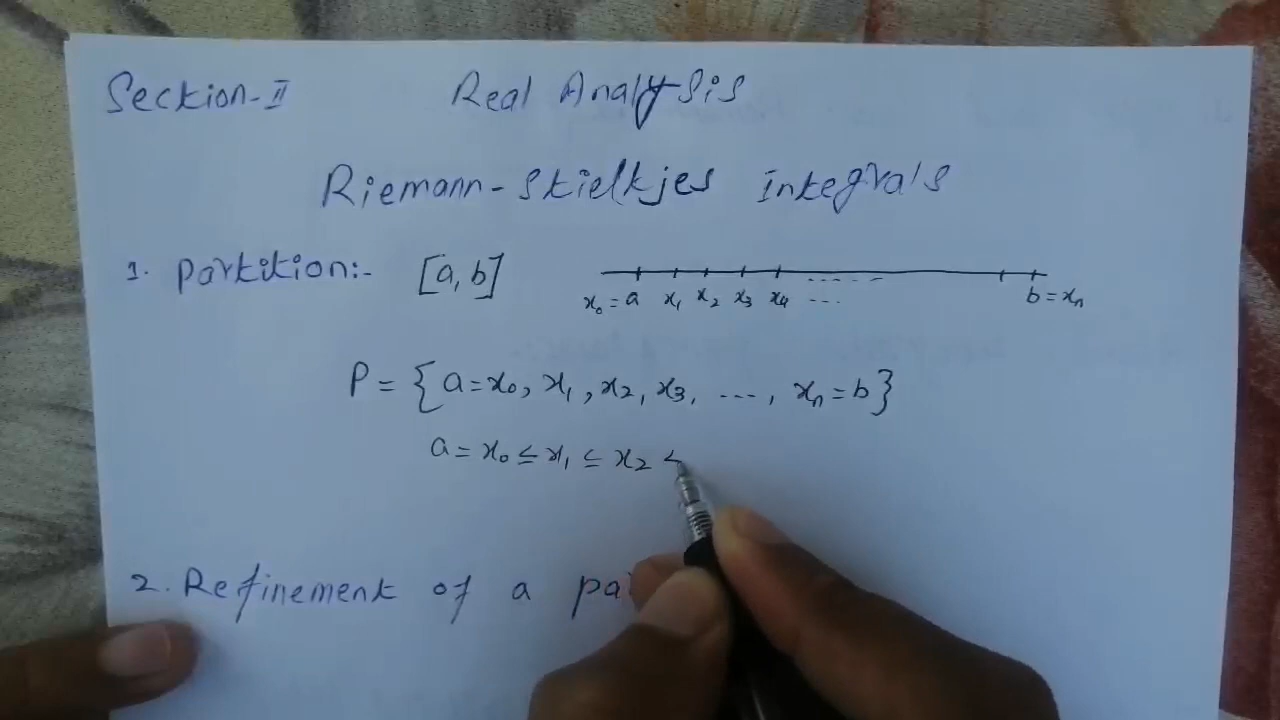 Section-II Real Analysis
Riemann-Stieltjes Integrals
1. Partition:- [a, b]
x₀ = a x₁ x₂ x₃ x₄ ... b = xₙ
P = {a = x₀, x₁, x₂, x₃, ..., xₙ = b}
a = x₀ ≤ x₁ ≤ x₂ <
2. Refinement of a